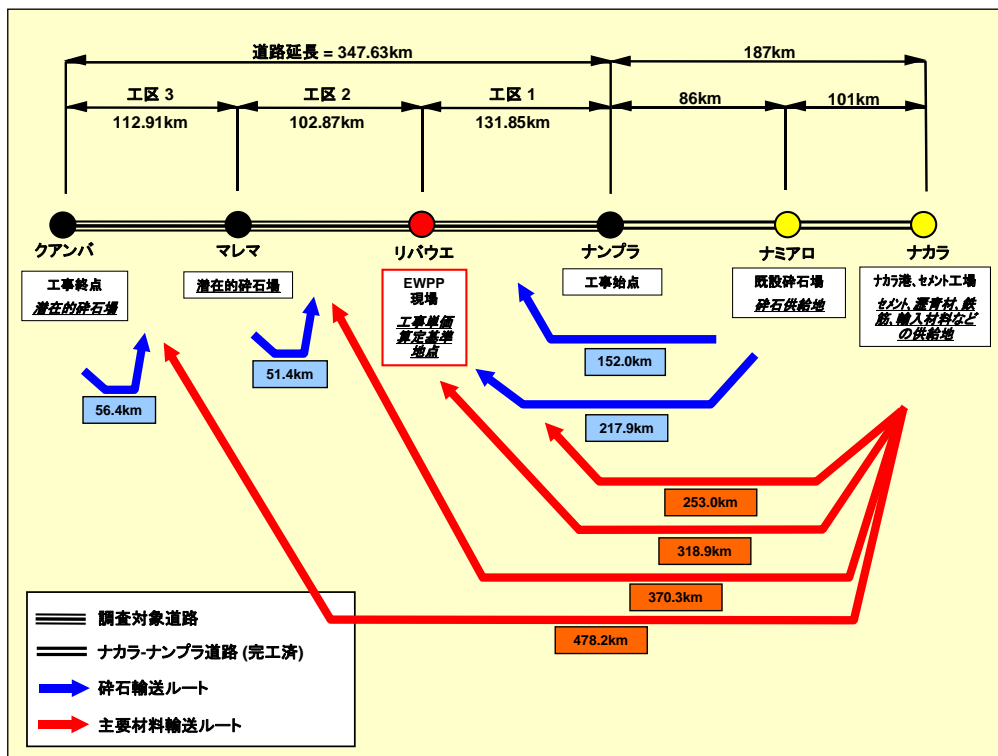 道路延長 = 347.63km
187km
工区 3
工区 2
工区 1
86km
101km
112.91km
102.87km
131.85km
クアンバ
マレマ
リバウエ
ナンプラ
ナミアロ
ナカラ
工事終点
潜在的砕石場
潜在的砕石場
EWPP
現場
工事単価
算定基準
地点
工事始点
既設砕石場
砕石供給地
ナカラ港、セメント工場
セメント、瀝青材、鉄
筋、輸入材料など
の供給地
56.4km
51.4km
152.0km
217.9km
253.0km
318.9km
370.3km
478.2km
調査対象道路
ナカラ-ナンプラ道路 (完工済)
砕石輸送ルート
主要材料輸送ルート